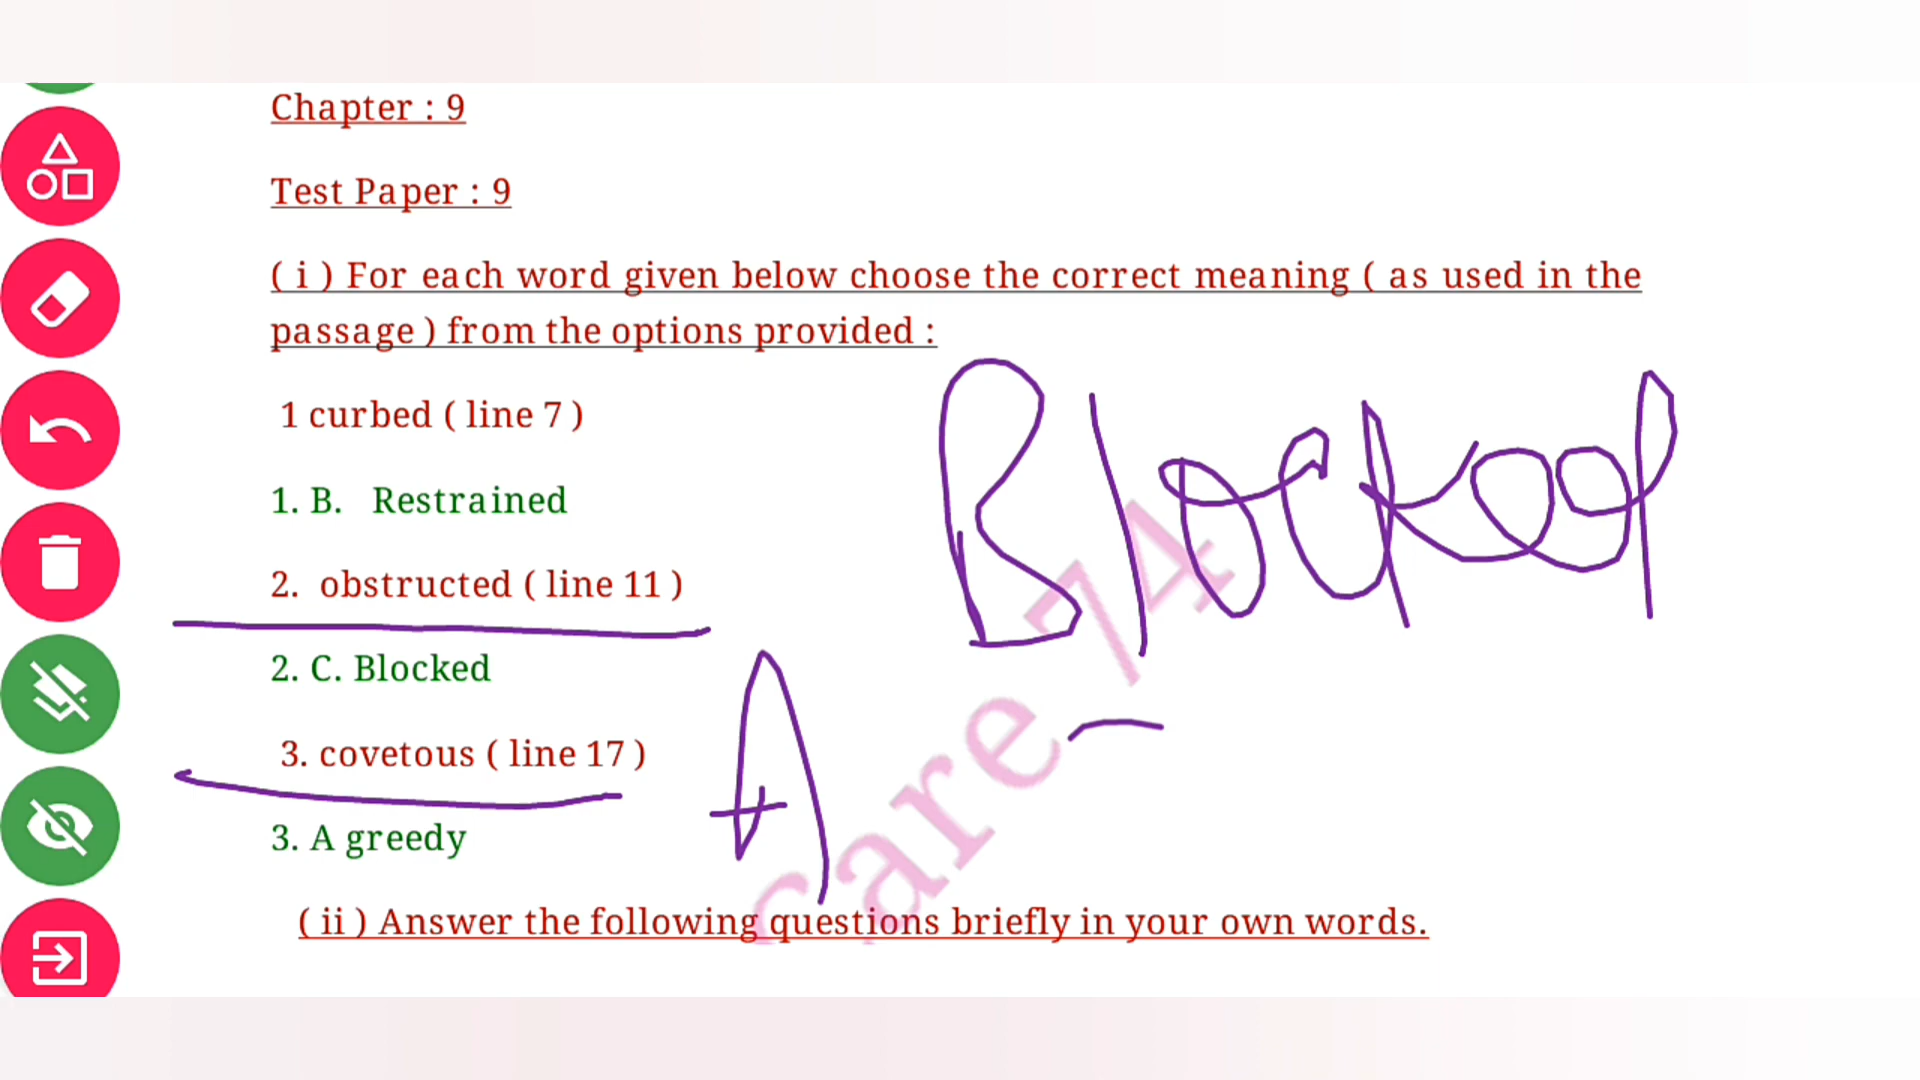 Chapter : 9
Test Paper : 9
( i ) For each word given below choose the correct meaning ( as used in the
passage ) from the options provided :
1 curbed ( line 7 )
1. B. Restrained
2. obstructed ( line 11 )
2. C. Blocked
Blocked
3. covetous ( line 17 )
A
3. A greedy
care 74
( ii ) Answer the following questions briefly in your own words.